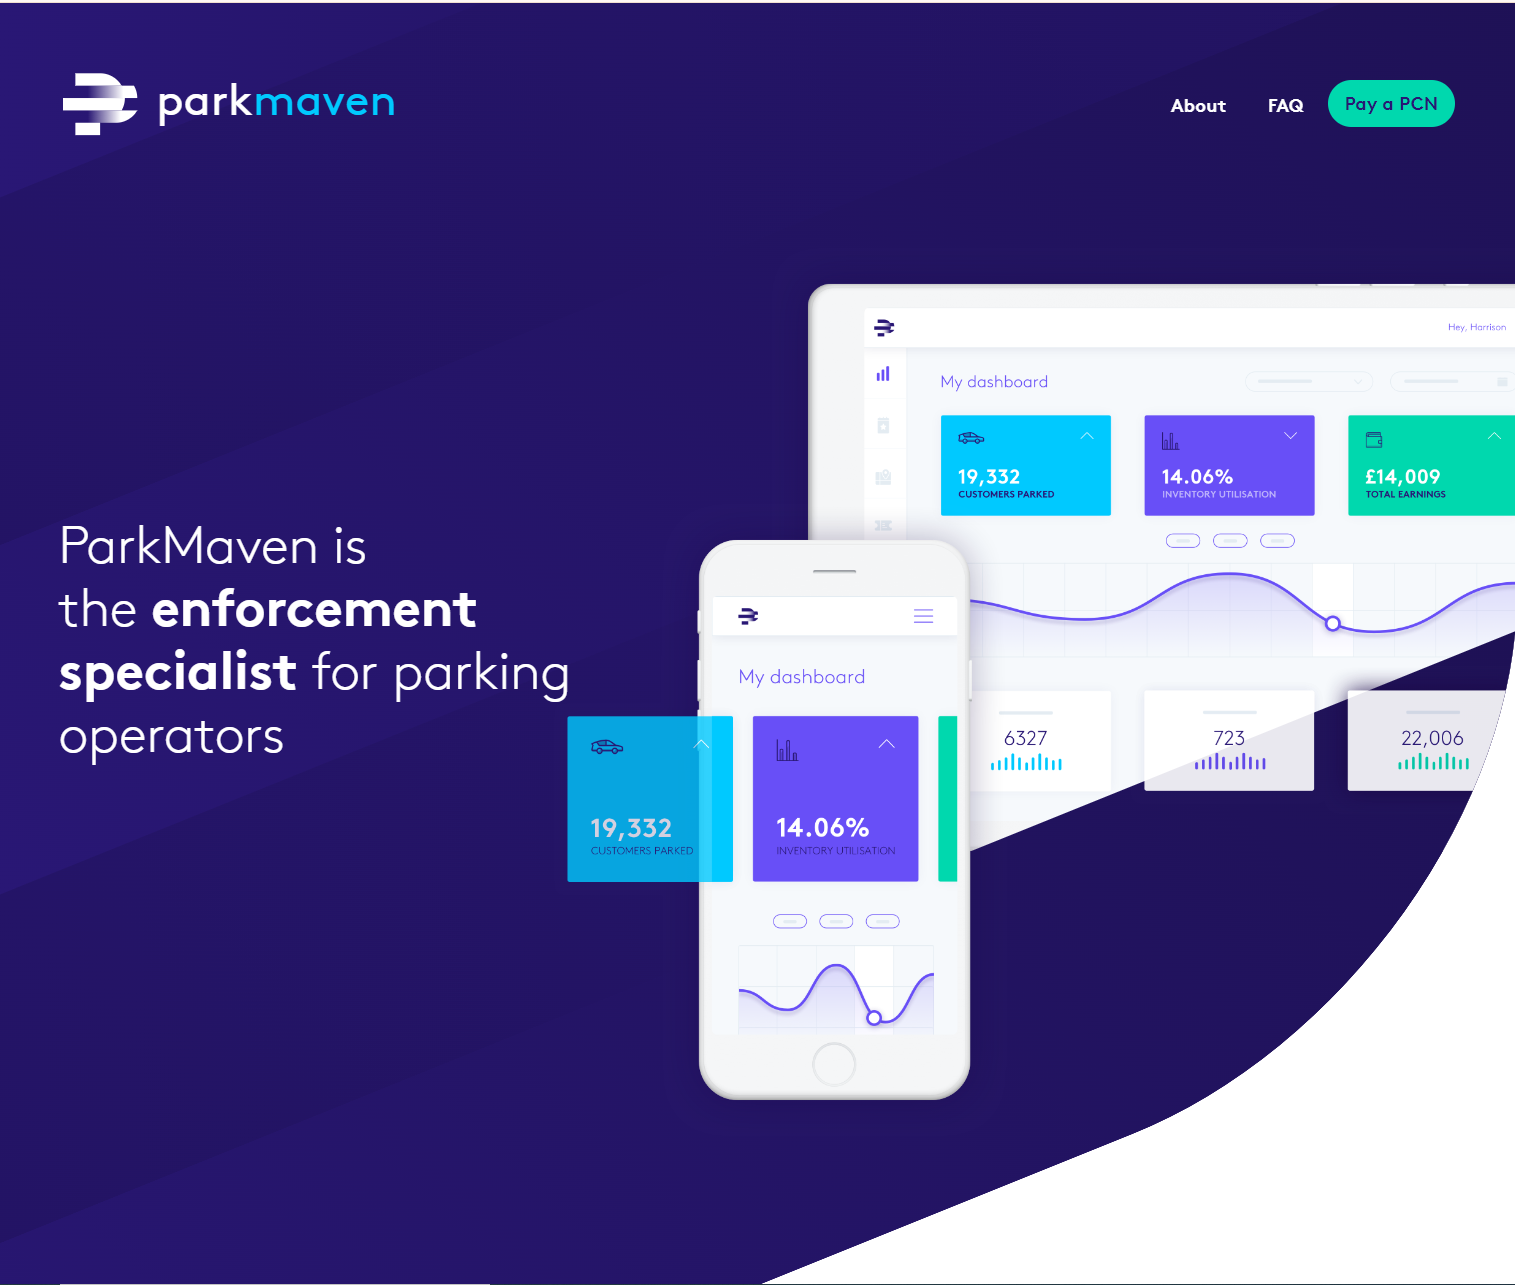 parkmaven
About
FAQ
Pay a PCN
Hey, Harrison
My dashboard
19,332
CUSTOMERS PARKED
14.06%
INVENTORY UTILISATION
£14,009
TOTAL EARNINGS
ParkMaven is
the enforcement
specialist for parking
operators
My dashboard
19,332
CUSTOMERS PARKED
14.06%
INVENTORY UTILISATION
6327
723
22,006